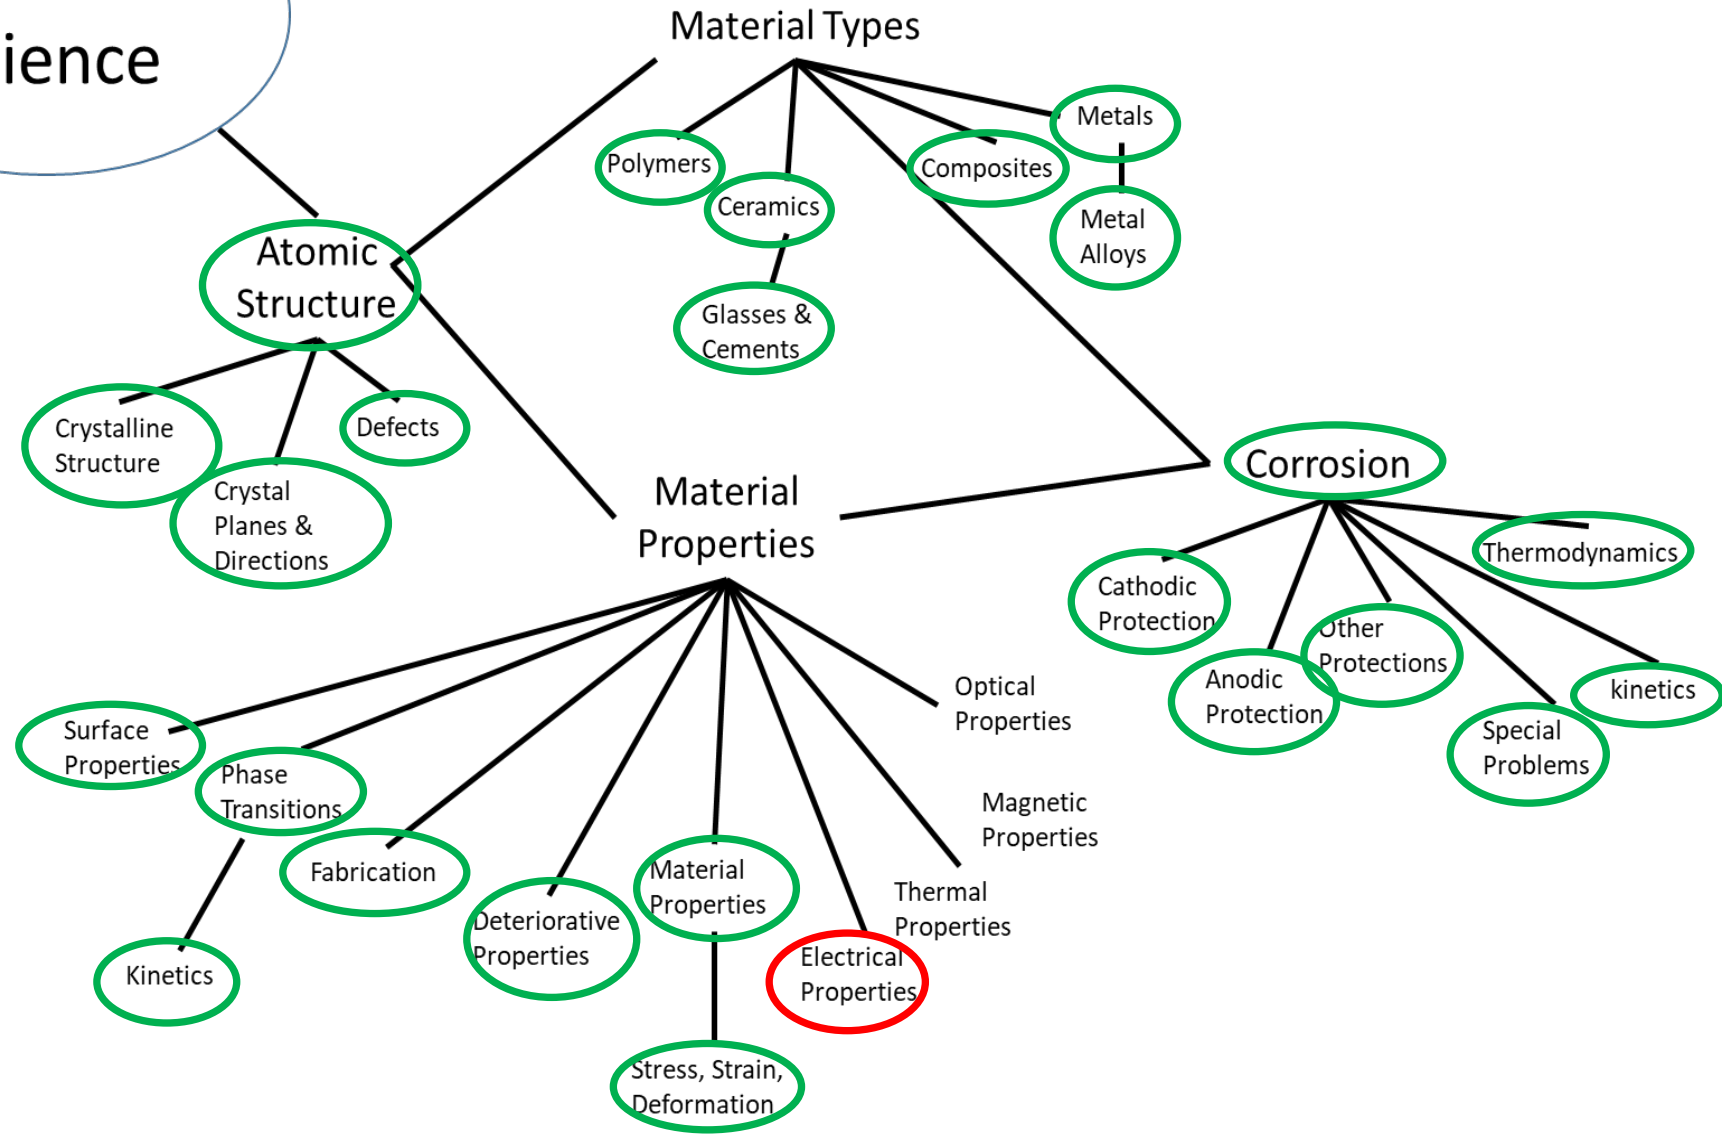 ience
Material Types
Polymers
Ceramics
Glasses &
Cements
Composites
Metals
Metal
Alloys
Atomic
Structure
Crystalline
Structure
Crystal
Planes &
Directions
Defects
Material
Properties
Surface
Properties
Phase
Transitions
Kinetics
Fabrication
Deteriorative
Properties
Material
Properties
Stress, Strain,
Deformation
Electrical
Properties
Thermal
Properties
Magnetic
Properties
Optical
Properties
Corrosion
Cathodic
Protection
Anodic
Protection
Other
Protections
Special
Problems
kinetics
Thermodynamics